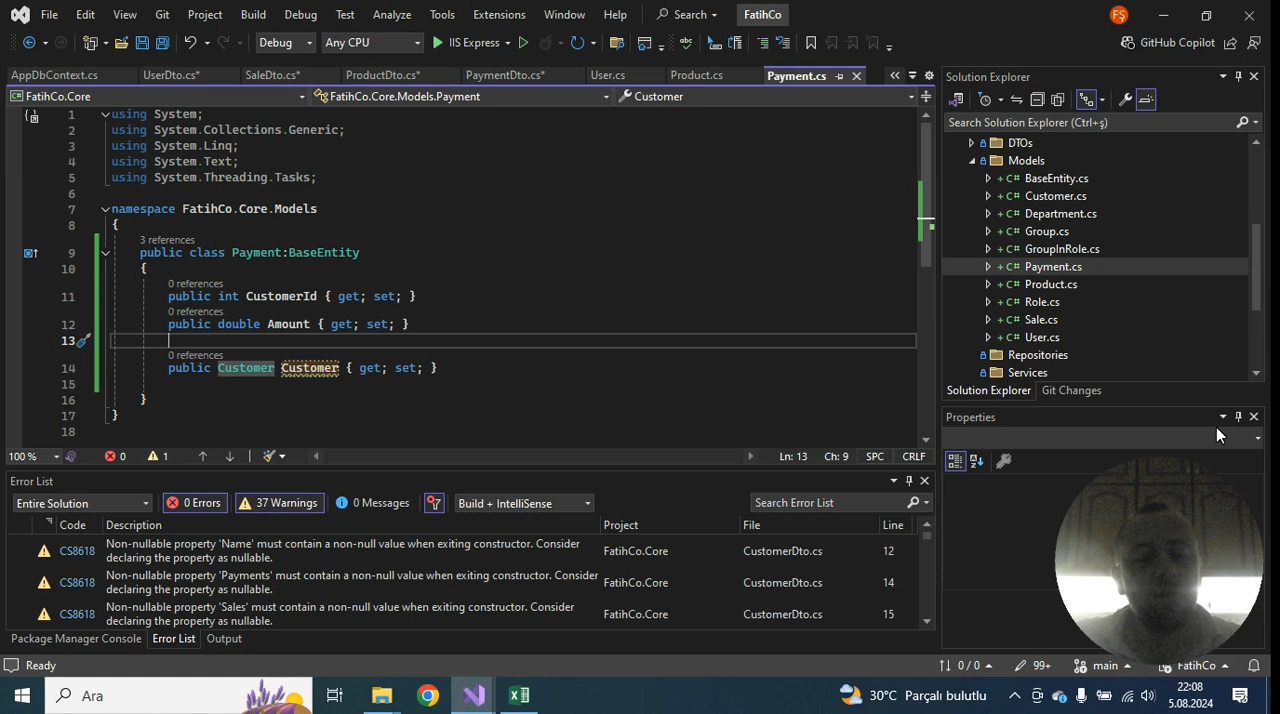 File Edit View Git Project Build Debug Test Analyze Tools Extensions Window Help Search FatihCo FŞ
Debug Any CPU IIS Express GitHub Copilot
AppDbContext.cs UserDto.cs* SaleDto.cs* ProductDto.cs* PaymentDto.cs* User.cs Product.cs Payment.cs
FatihCo.Core FatihCo.Core.Models.Payment Customer
1 using System;
2 using System.Collections.Generic;
3 using System.Linq;
4 using System.Text;
5 using System.Threading.Tasks;
6
7 namespace FatihCo.Core.Models
8 {
3 references
9 public class Payment:BaseEntity
10 {
0 references
11 public int CustomerId { get; set; }
0 references
12 public double Amount { get; set; }
13
0 references
14 public Customer Customer { get; set; }
15
16 }
17 }
18
100 % 0 1 Ln: 13 Ch: 9 SPC CRLF
Error List
Entire Solution 0 Errors 37 Warnings 0 Messages Build + IntelliSense Search Error List
Code Description Project File Line
CS8618 Non-nullable property 'Name' must contain a non-null value when exiting constructor. Consider declaring the property as nullable. FatihCo.Core CustomerDto.cs 12
CS8618 Non-nullable property 'Payments' must contain a non-null value when exiting constructor. Consider declaring the property as nullable. FatihCo.Core CustomerDto.cs 14
CS8618 Non-nullable property 'Sales' must contain a non-null value when exiting constructor. Consider declaring the property as nullable. FatihCo.Core CustomerDto.cs 15
Package Manager Console Error List Output
Solution Explorer
Search Solution Explorer (Ctrl+ş)
DTOs
Models
C# BaseEntity.cs
C# Customer.cs
C# Department.cs
C# Group.cs
C# GroupInRole.cs
C# Payment.cs
C# Product.cs
C# Role.cs
C# Sale.cs
C# User.cs
Repositories
Services
Solution Explorer Git Changes
Properties
Ready 0 / 0 99+ main FatihCo
Ara 30°C Parçalı bulutlu 22:08
5.08.2024